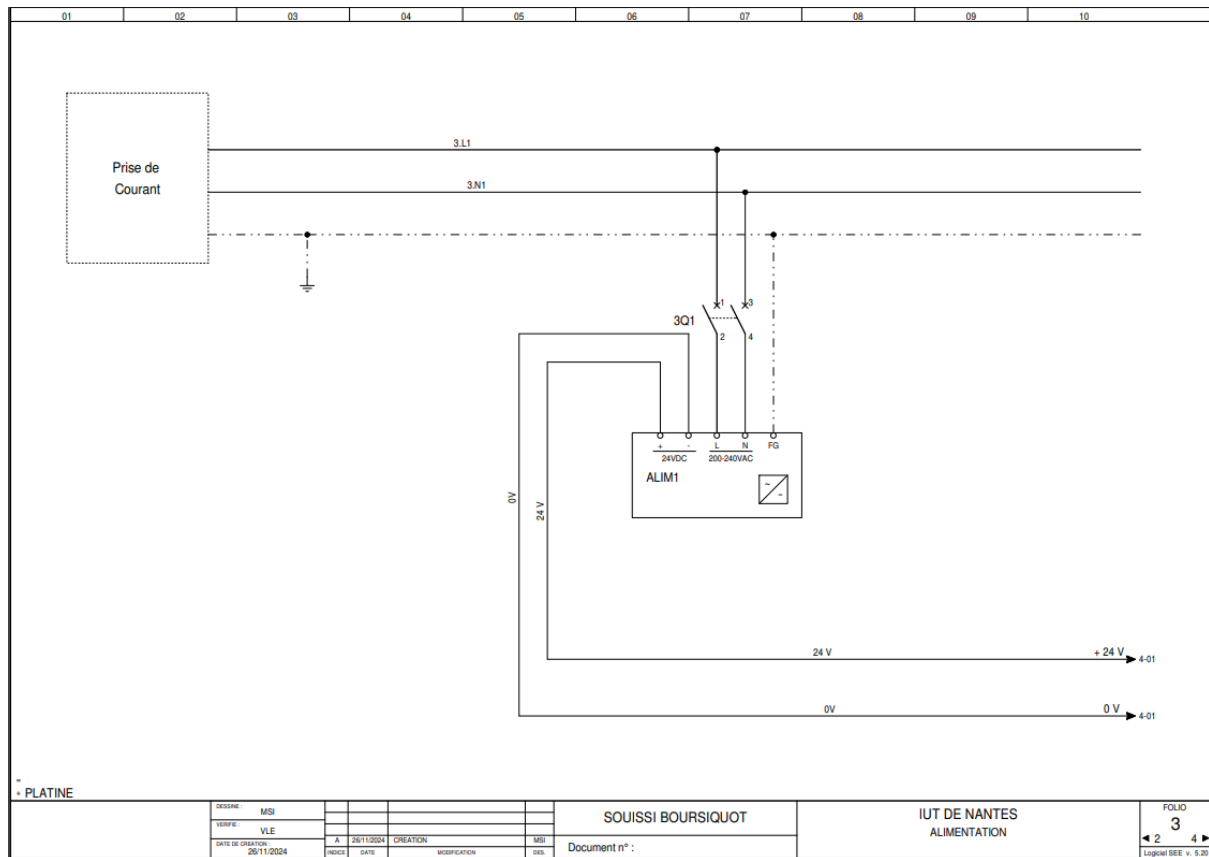 01 02 03 04 05 06 07 08 09 10
3.L1
Prise de
Courant
3.N1
1 3
3Q1
2 4
+ - L N FG
24VDC 200-240VAC
ALIM1
~
-
0V
24 V
24 V + 24 V 4-01
0V 0 V 4-01
=
+ PLATINE
DESSINE : MSI
VERIFIE : VLE
DATE DE CREATION :
26/11/2024
A 26/11/2024 CREATION MSI
INDICE DATE MODIFICATION DES.
SOUISSI BOURSIQUOT
Document n° :
IUT DE NANTES
ALIMENTATION
FOLIO
3
2 4
Logiciel SEE v. 5.20